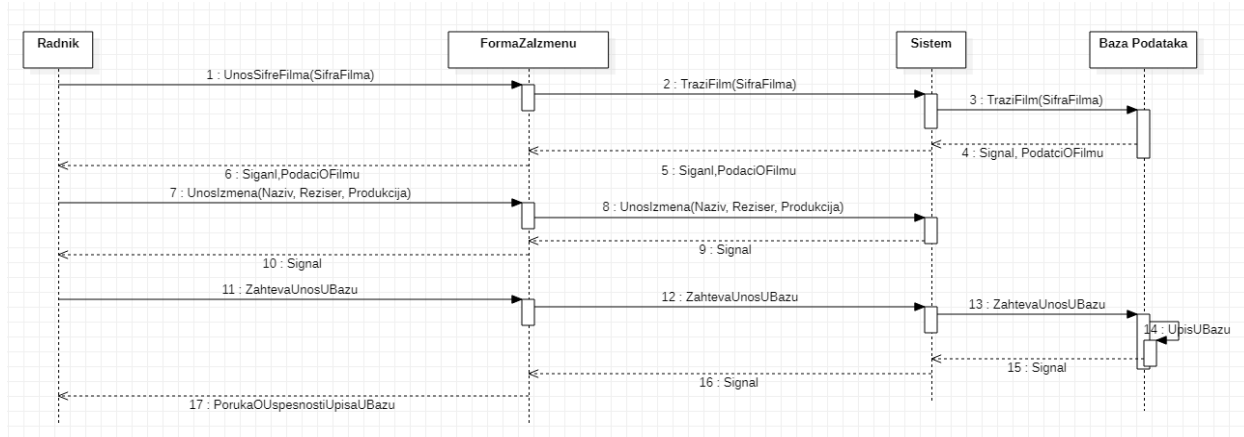 Radnik
FormaZaIzmenu
Sistem
Baza Podataka
1 : UnosSifreFilma(SifraFilma)
2 : TraziFilm(SifraFilma)
3 : TraziFilm(SifraFilma)
4 : Signal, PodatciOFilmu
5 : Siganl,PodaciOFilmu
6 : Siganl,PodaciOFilmu
7 : UnosIzmena(Naziv, Reziser, Produkcija)
8 : UnosIzmena(Naziv, Reziser, Produkcija)
9 : Signal
10 : Signal
11 : ZahtevaUnosUBazu
12 : ZahtevaUnosUBazu
13 : ZahtevaUnosUBazu
14 : UpisUBazu
15 : Signal
16 : Signal
17 : PorukaOUspesnostiUpisaUBazu